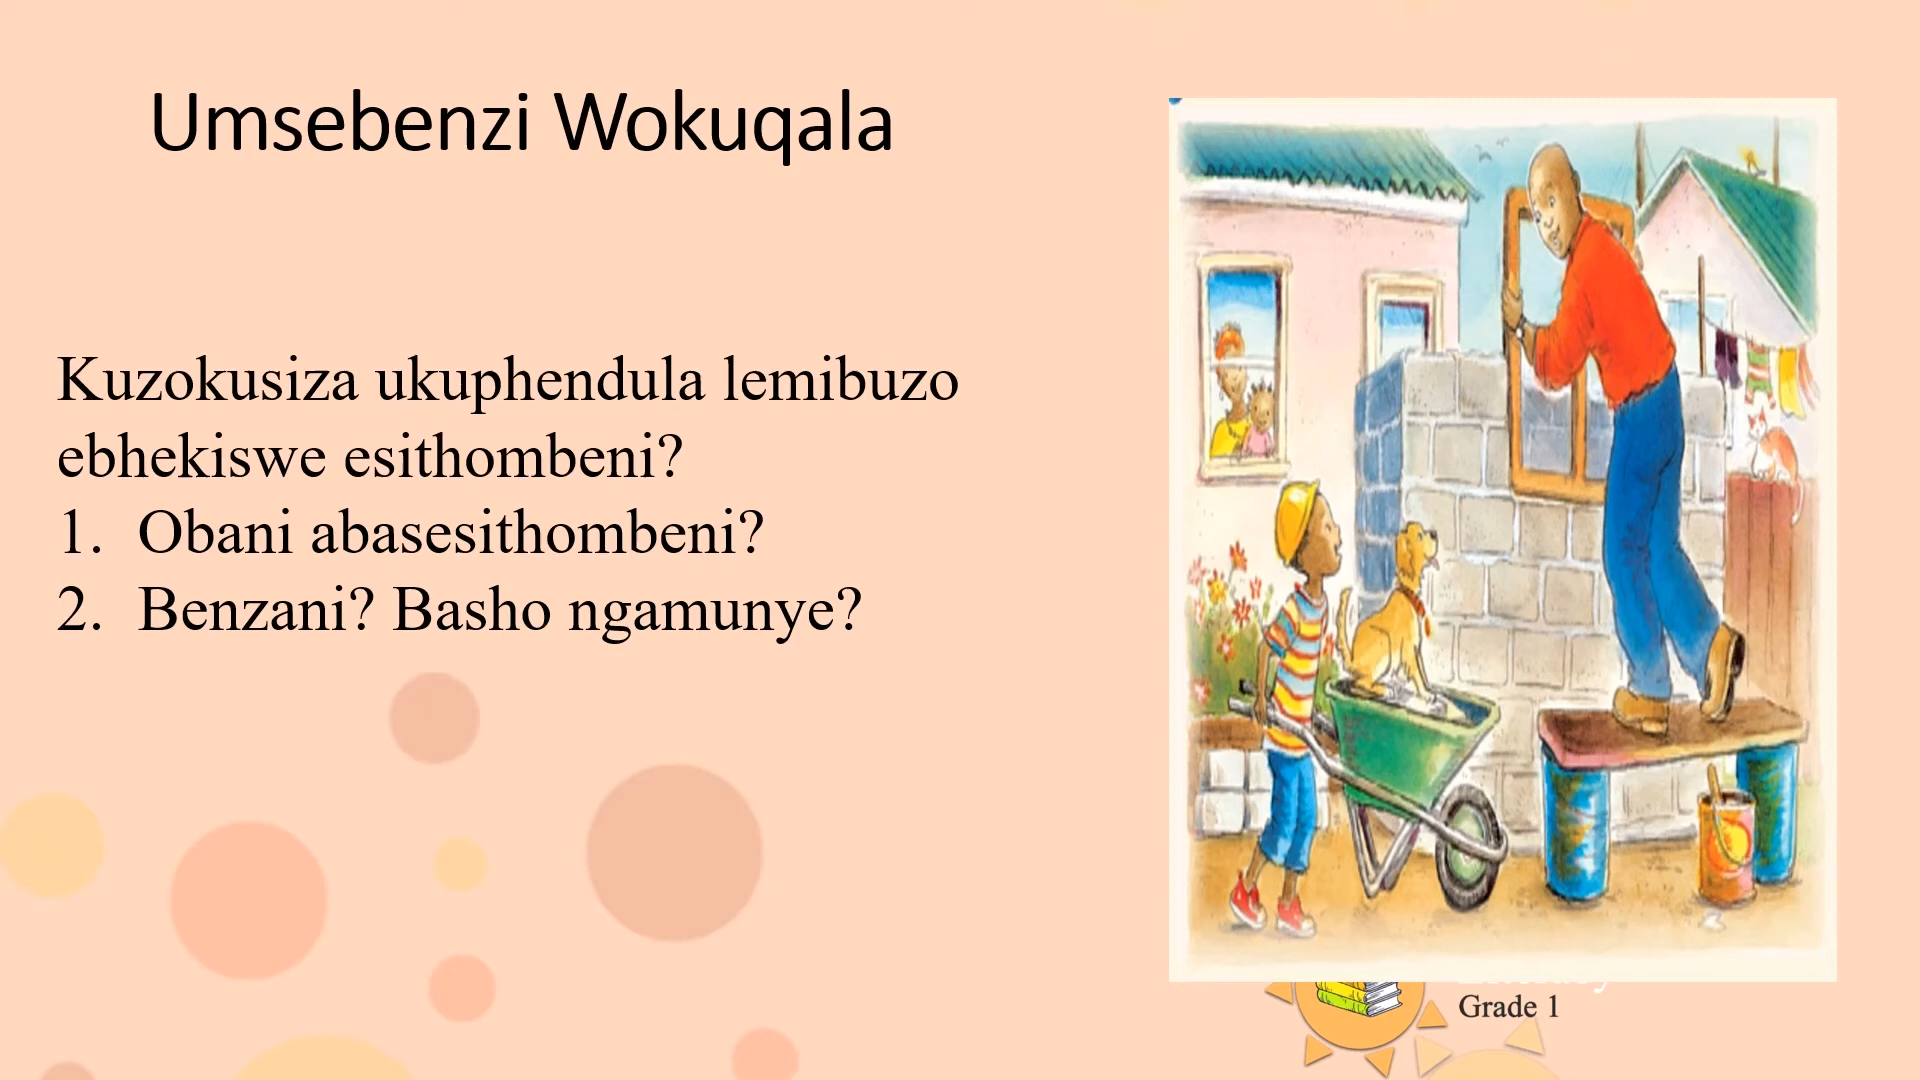 Umsebenzi Wokuqala
Kuzokusiza ukuphendula lemibuzo
ebhekiswe esithombeni?
1. Obani abasesithombeni?
2. Benzani? Basho ngamunye?
Grade 1